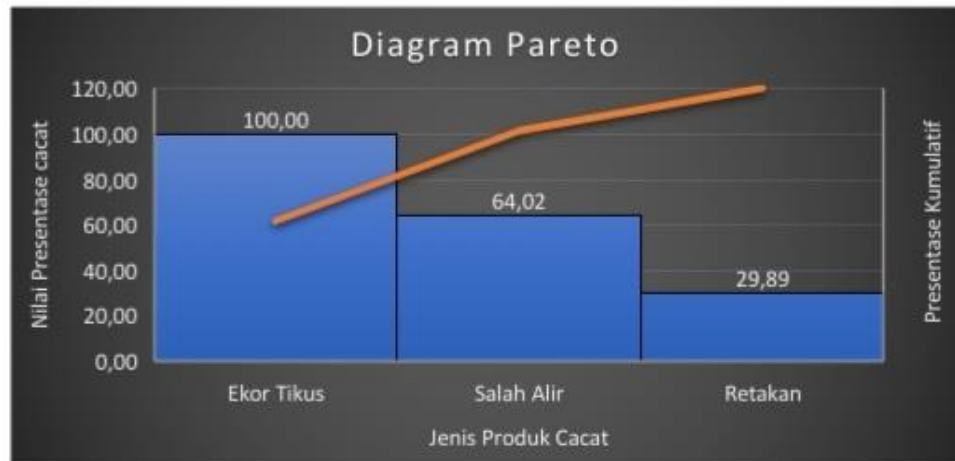 Diagram Pareto
Nilai Presentase cacat
120,00
100,00
80,00
60,00
40,00
20,00
0,00
100,00
64,02
29,89
Ekor Tikus
Salah Alir
Retakan
Jenis Produk Cacat
Presentase Kumulatif